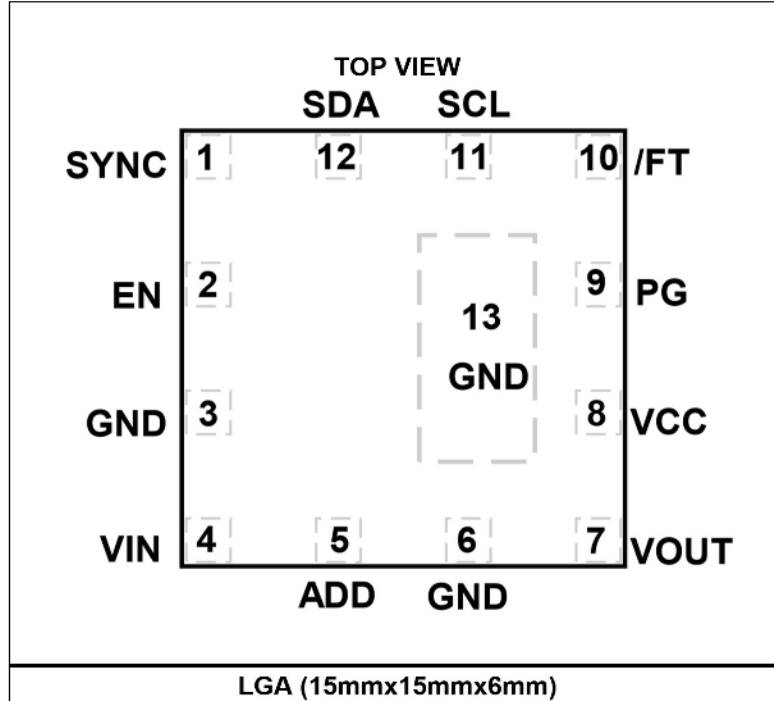 TOP VIEW
SDA SCL
SYNC 1 12 11 10 /FT
EN 2 9 PG
13
GND
GND 3 8 VCC
VIN 4 5 6 7 VOUT
ADD GND
LGA (15mmx15mmx6mm)